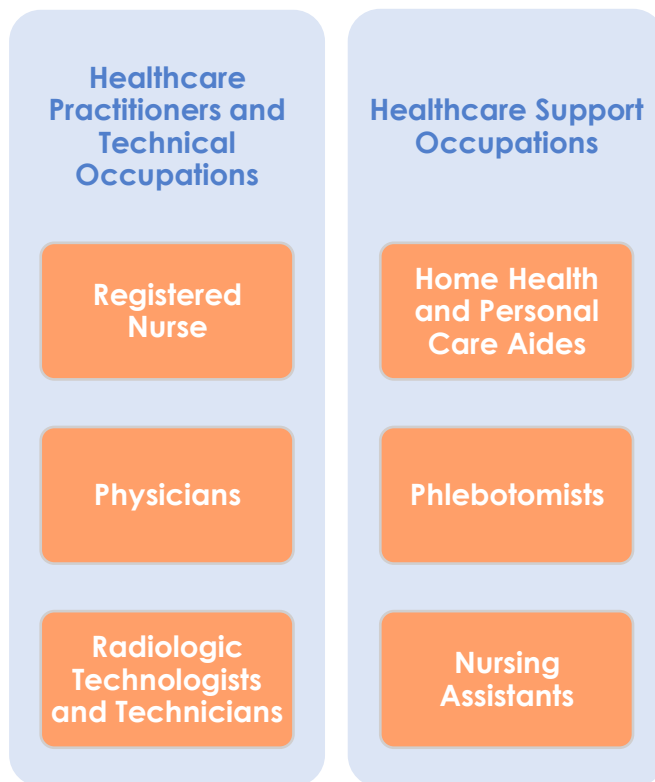 Healthcare
Practitioners and
Technical
Occupations
Registered
Nurse
Physicians
Radiologic
Technologists
and Technicians
Healthcare Support
Occupations
Home Health
and Personal
Care Aides
Phlebotomists
Nursing
Assistants